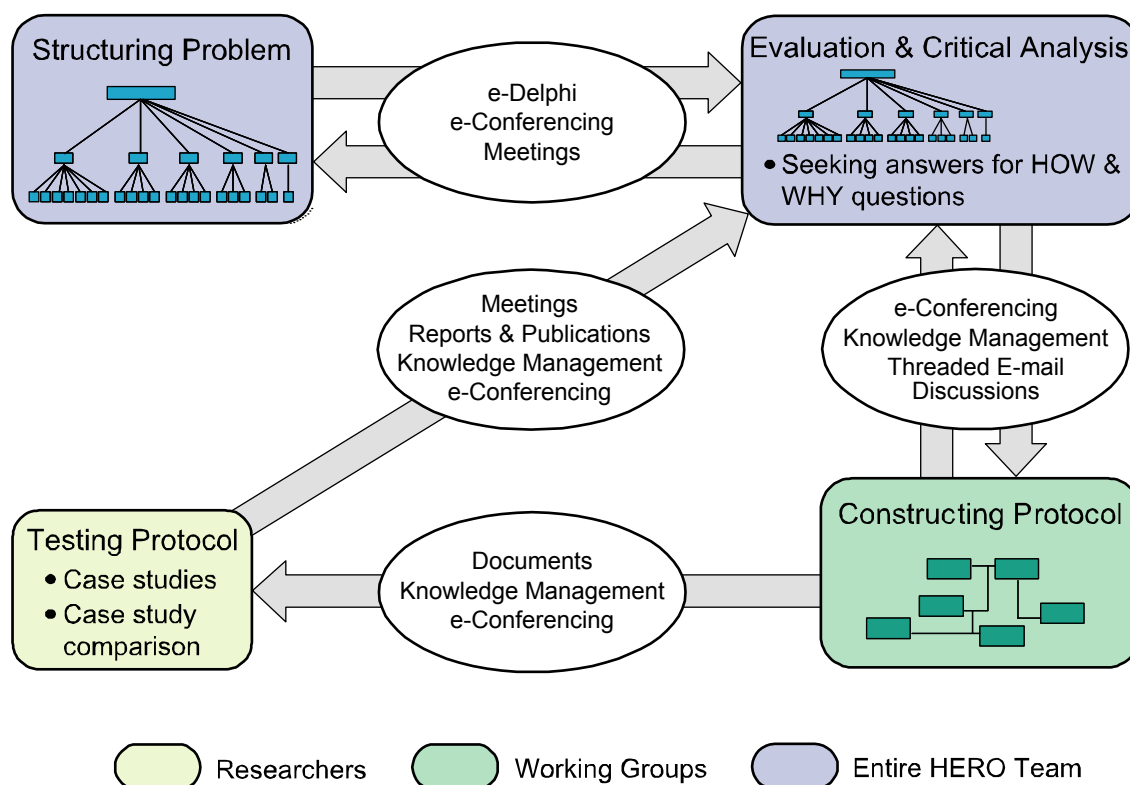 Structuring Problem
e-Delphi
e-Conferencing
Meetings
Evaluation & Critical Analysis
• Seeking answers for HOW &
WHY questions
Meetings
Reports & Publications
Knowledge Management
e-Conferencing
e-Conferencing
Knowledge Management
Threaded E-mail
Discussions
Testing Protocol
• Case studies
• Case study
comparison
Documents
Knowledge Management
e-Conferencing
Constructing Protocol
Researchers
Working Groups
Entire HERO Team